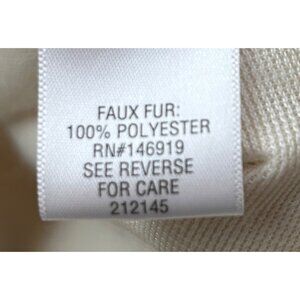 FAUX FUR:
100% POLYESTER
RN#146919
SEE REVERSE
FOR CARE
212145